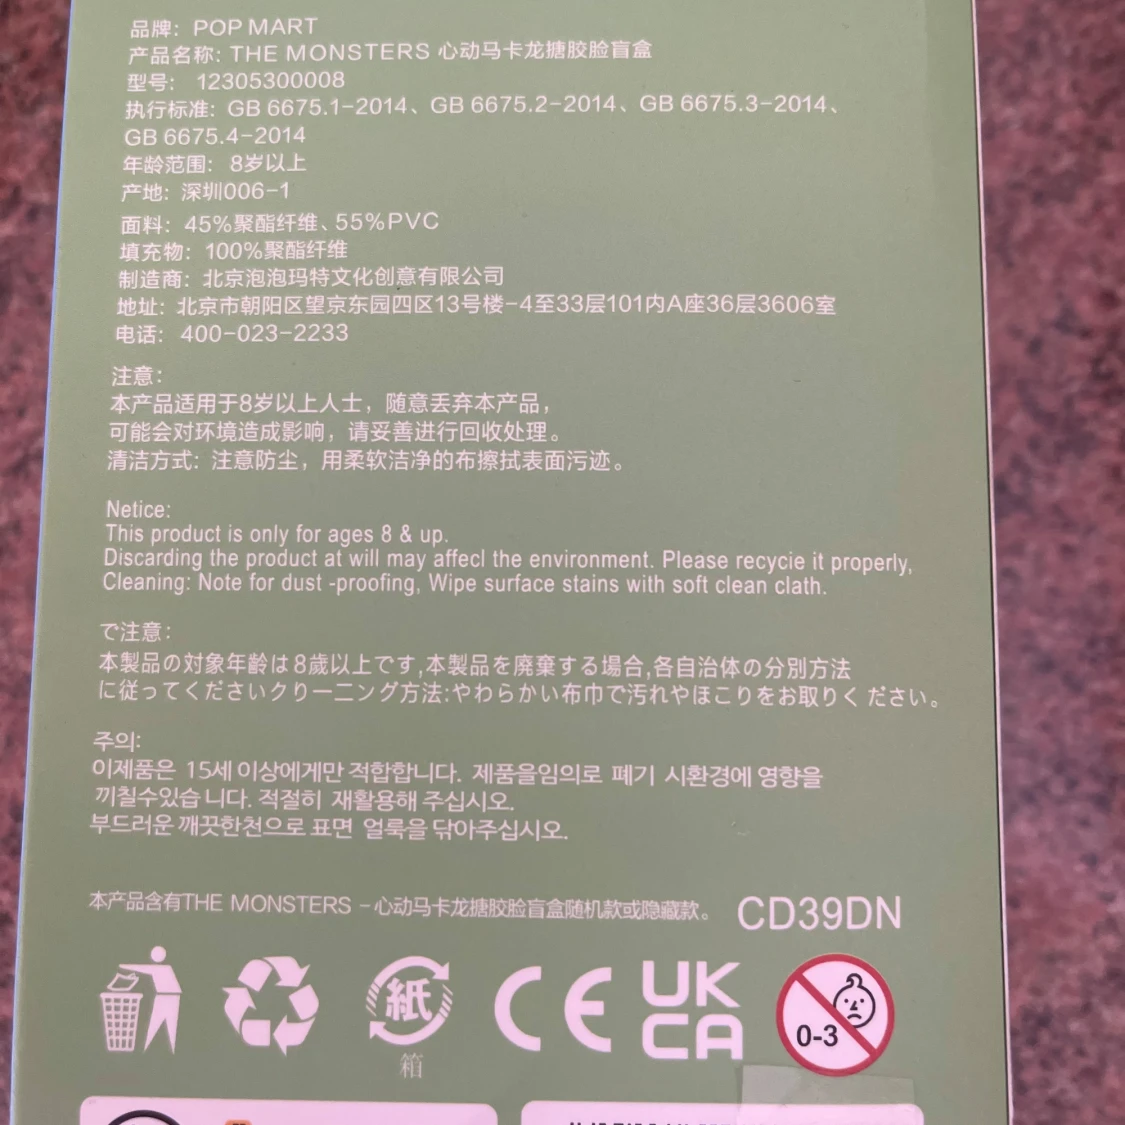 品牌: POP MART
产品名称: THE MONSTERS 心动马卡龙搪胶脸盲盒
型号: 12305300008
执行标准: GB 6675.1-2014、GB 6675.2-2014、GB 6675.3-2014、
GB 6675.4-2014
年龄范围: 8岁以上
产地: 深圳006-1
面料: 45%聚酯纤维、55%PVC
填充物: 100%聚酯纤维
制造商: 北京泡泡玛特文化创意有限公司
地址: 北京市朝阳区望京东园四区13号楼-4至33层101内A座36层3606室
电话: 400-023-2233
注意:
本产品适用于8岁以上人士，随意丢弃本产品，
可能会对环境造成影响，请妥善进行回收处理。
清洁方式: 注意防尘，用柔软洁净的布擦拭表面污迹。
Netice:
This product is only for ages 8 & up.
Discarding the product at will may affecl the environment. Please recycie it properly,
Cleaning: Note for dust -proofing, Wipe surface stains with soft clean clath.
で注意:
本製品の対象年齢は8歳以上です,本製品を廃棄する場合,各自治体の分別方法
に従ってくださいクリーニング方法:やわらかい布巾で汚れやほこりをお取りく ださい。
주의:
이제품은 15세 이상에게만 적합합니다. 제품을임의로 폐기 시환경에 영향을
끼칠수있습니다. 적절히 재활용해 주십시오.
부드러운 깨끗한천으로 표면 얼룩을 닦아주십시오.
本产品含有THE MONSTERS - 心动马卡龙搪胶脸盲盒随机款或隐藏款。 CD39DN
紙 CE UK CA 0-3
箱